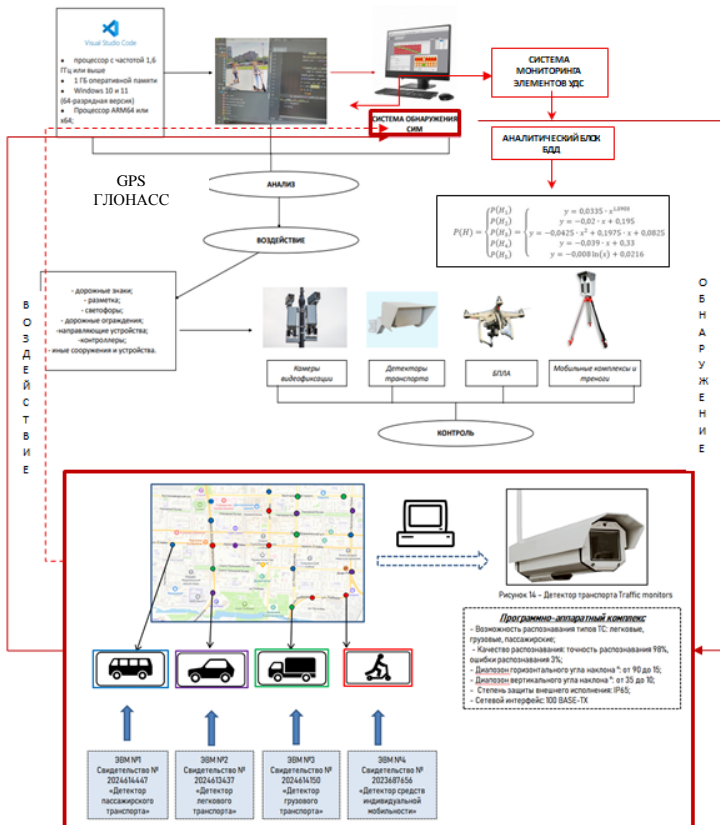 Visual Studio Code
• процессор с частотой 1,6
ГГц или выше
• 1 ГБ оперативной памяти
• Windows 10 и 11
(64-разрядная версия)
• Процессор ARM64 или
x64;
СИСТЕМА
МОНИТОРИНГА
ЭЛЕМЕНТОВ УДС
СИСТЕМА ОБНАРУЖЕНИЯ
СИМ
АНАЛИТИЧЕСКИЙ БЛОК
БДД
GPS
ГЛОНАСС
АНАЛИЗ
ВОЗДЕЙСТВИЕ
P(H₁) y = 0,0335 · x^1,0903
P(H₂) y = −0,02 · x + 0,195
P(H) = P(H₃) = y = −0,0425 · x² + 0,1975 · x + 0,0825
P(H₄) y = −0,039 · x + 0,33
P(H₅) y = −0,008 ln(x) + 0,0216
- дорожные знаки;
- разметка;
- светофоры;
- дорожные ограждения;
-направляющие устройства;
-контроллеры;
- иные сооружения и устройства.
Камеры
видеофиксации
Детекторы
транспорта
БПЛА
Мобильные комплексы и
треноги
КОНТРОЛЬ
ВОЗДЕЙСТВИЕ
ОБНАРУЖЕНИЕ
Рисунок 14 – Детектор транспорта Traffic monitors
Программно-аппаратный комплекс
- Возможность распознавания типов ТС: легковые,
грузовые, пассажирские;
- Качество распознавания: точность распознавания 98%,
ошибки распознавания 3%;
- Диапозон горизонтального угла наклона °: от 90 до 15;
- Диапозон вертикального угла наклона °: от 35 до 10;
- Степень защиты внешнего исполнения: IP65;
- Сетевой интерфейс: 100 BASE-TX
ЭВМ №1
Свидетельство №
2024614447
«Детектор
пассажирского
транспорта»
ЭВМ №2
Свидетельство №
2024613437
«Детектор
легкового
транспорта»
ЭВМ №3
Свидетельство №
2024614150
«Детектор
грузового
транспорта»
ЭВМ №4
Свидетельство №
2023687656
«Детектор средств
индивидуальной
мобильности»